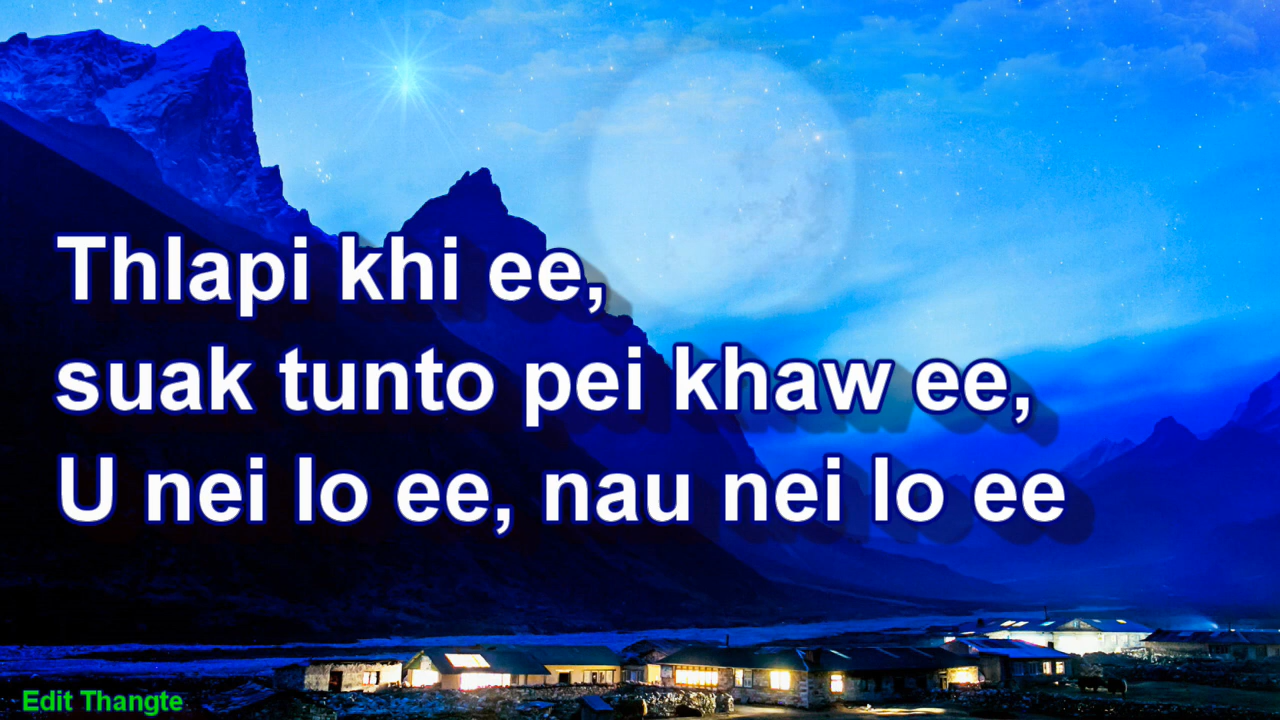 Thlapi khi ee,
suak tunto pei khaw ee,
U nei lo ee, nau nei lo ee
Edit Thangte